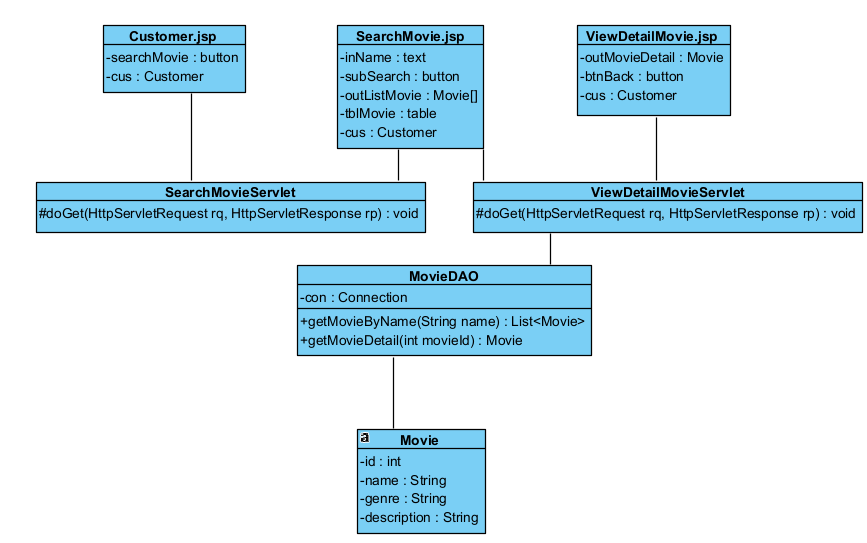 Customer.jsp
-searchMovie : button
-cus : Customer
SearchMovie.jsp
-inName : text
-subSearch : button
-outListMovie : Movie[]
-tblMovie : table
-cus : Customer
ViewDetailMovie.jsp
-outMovieDetail : Movie
-btnBack : button
-cus : Customer
SearchMovieServlet
#doGet(HttpServletRequest rq, HttpServletResponse rp) : void
ViewDetailMovieServlet
#doGet(HttpServletRequest rq, HttpServletResponse rp) : void
MovieDAO
-con : Connection
+getMovieByName(String name) : List<Movie>
+getMovieDetail(int movieId) : Movie
a
Movie
-id : int
-name : String
-genre : String
-description : String